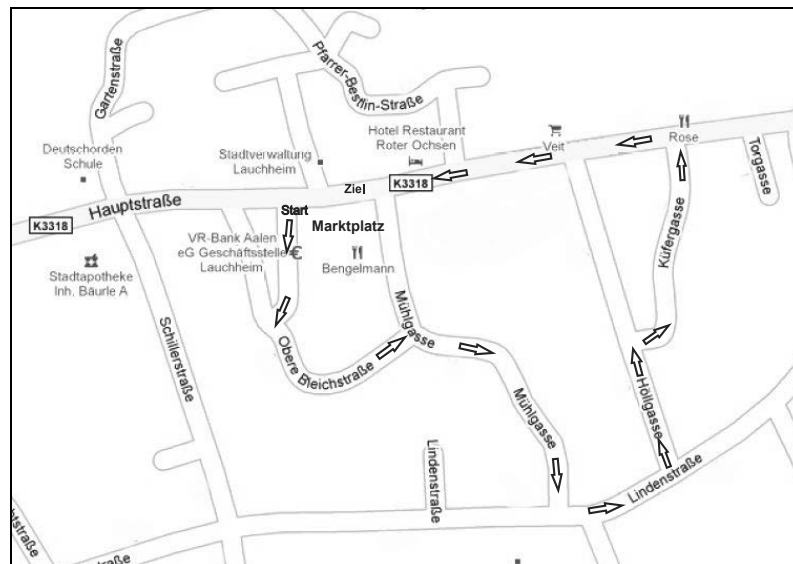 Gartenstraße
Pfarrer-Bestlin-Straße
Deutschorden
Schule
Stadtverwaltung
Lauchheim
Hotel Restaurant
Roter Ochsen
Veit
Rose
Torgasse
Hauptstraße
K3318
Ziel
K3318
Start
Marktplatz
VR-Bank Aalen
eG Geschäftsstelle
Lauchheim
€
Bengelmann
Stadtapotheke
Inh. Bäurle A
Küfergasse
Schillerstraße
Obere Bleichstraße
Mühlgasse
Mühlgasse
Höllgasse
Lindenstraße
Lindenstraße